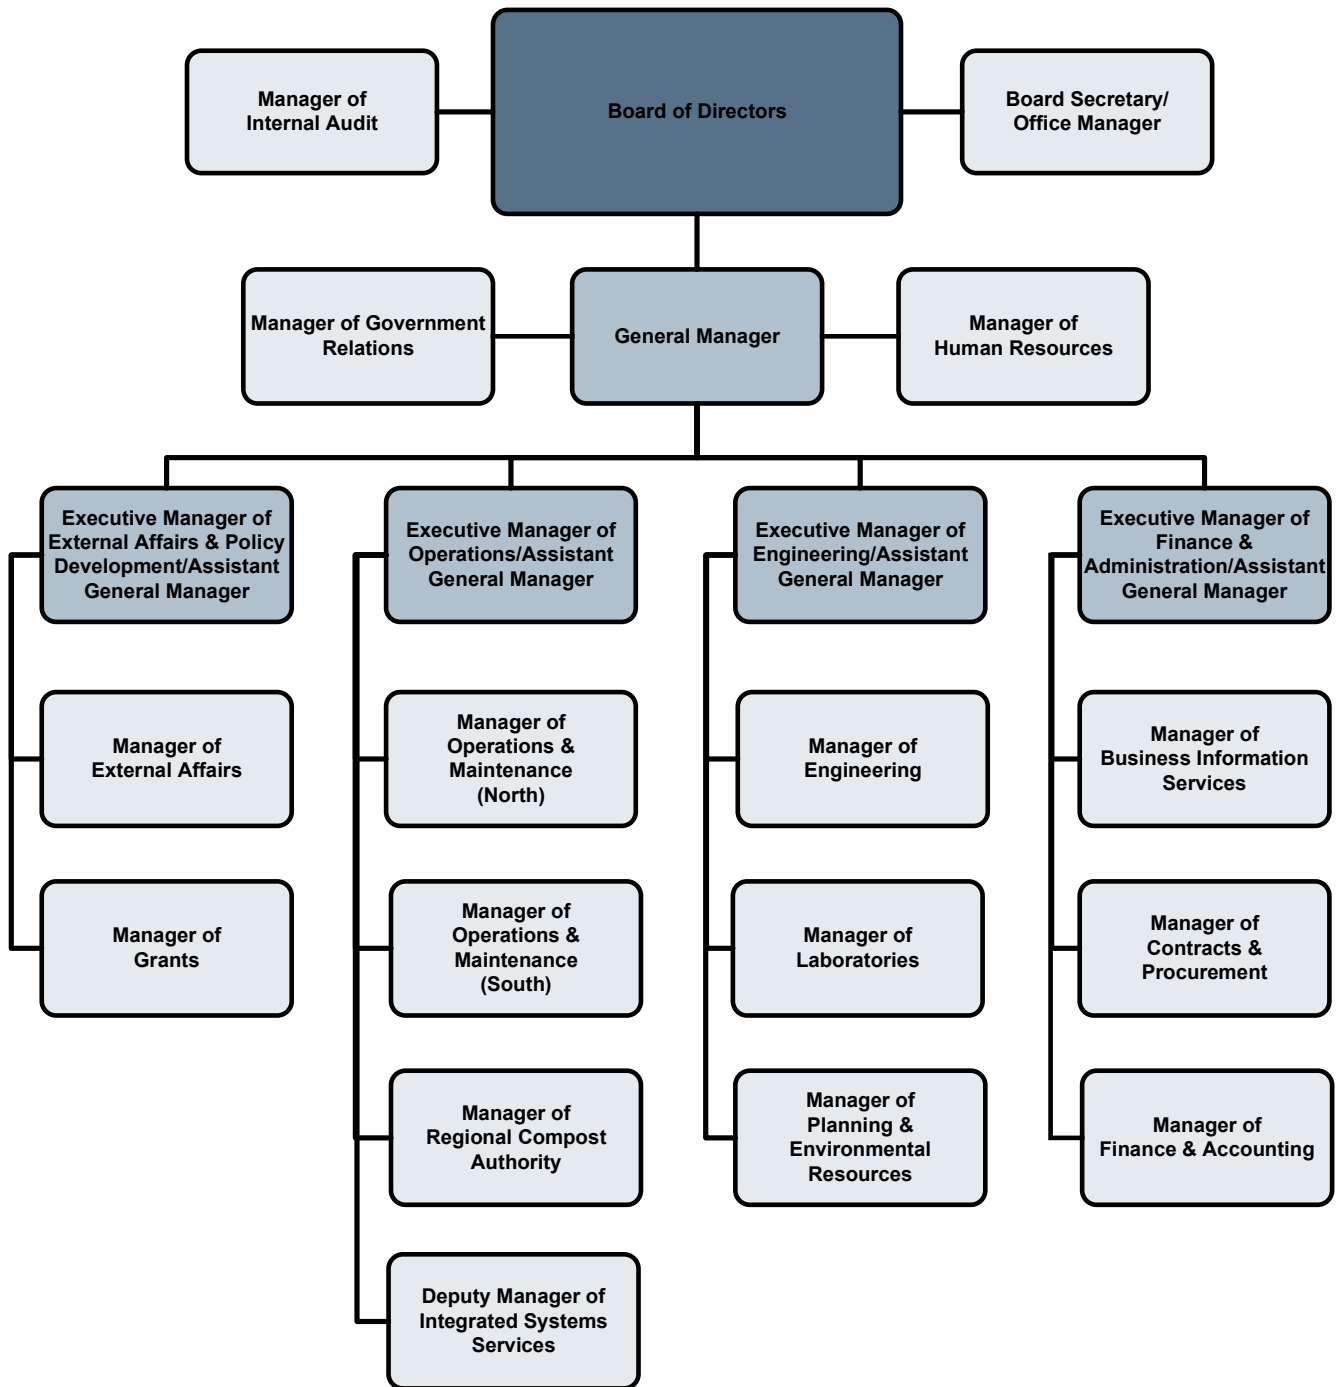 Manager of
Internal Audit
Board of Directors
Board Secretary/
Office Manager
Manager of Government
Relations
General Manager
Manager of
Human Resources
Executive Manager of
External Affairs & Policy
Development/Assistant
General Manager
Executive Manager of
Operations/Assistant
General Manager
Executive Manager of
Engineering/Assistant
General Manager
Executive Manager of
Finance &
Administration/Assistant
General Manager
Manager of
External Affairs
Manager of
Operations &
Maintenance
(North)
Manager of
Engineering
Manager of
Business Information
Services
Manager of
Grants
Manager of
Operations &
Maintenance
(South)
Manager of
Laboratories
Manager of
Contracts &
Procurement
Manager of
Regional Compost
Authority
Manager of
Planning &
Environmental
Resources
Manager of
Finance & Accounting
Deputy Manager of
Integrated Systems
Services